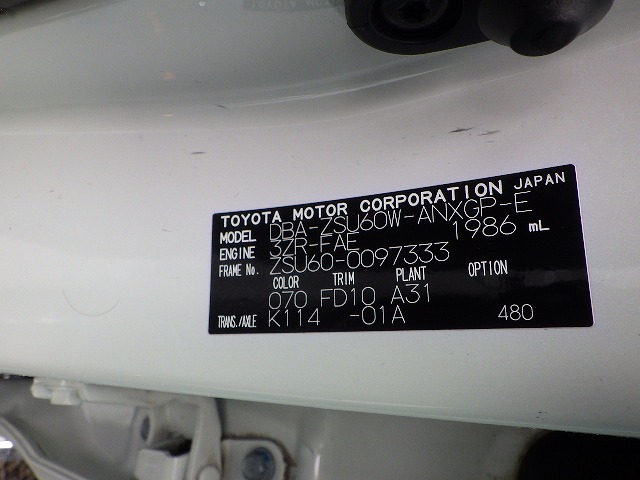 TOYOTA MOTOR CORPORATION JAPAN
MODEL DBA-ZSU60W-ANXGP-E
ENGINE 3ZR-FAE 1986 mL
FRAME No. ZSU60-0097333
COLOR TRIM PLANT OPTION
070 FD10 A31
TRANS./AXLE K114 -01A 480